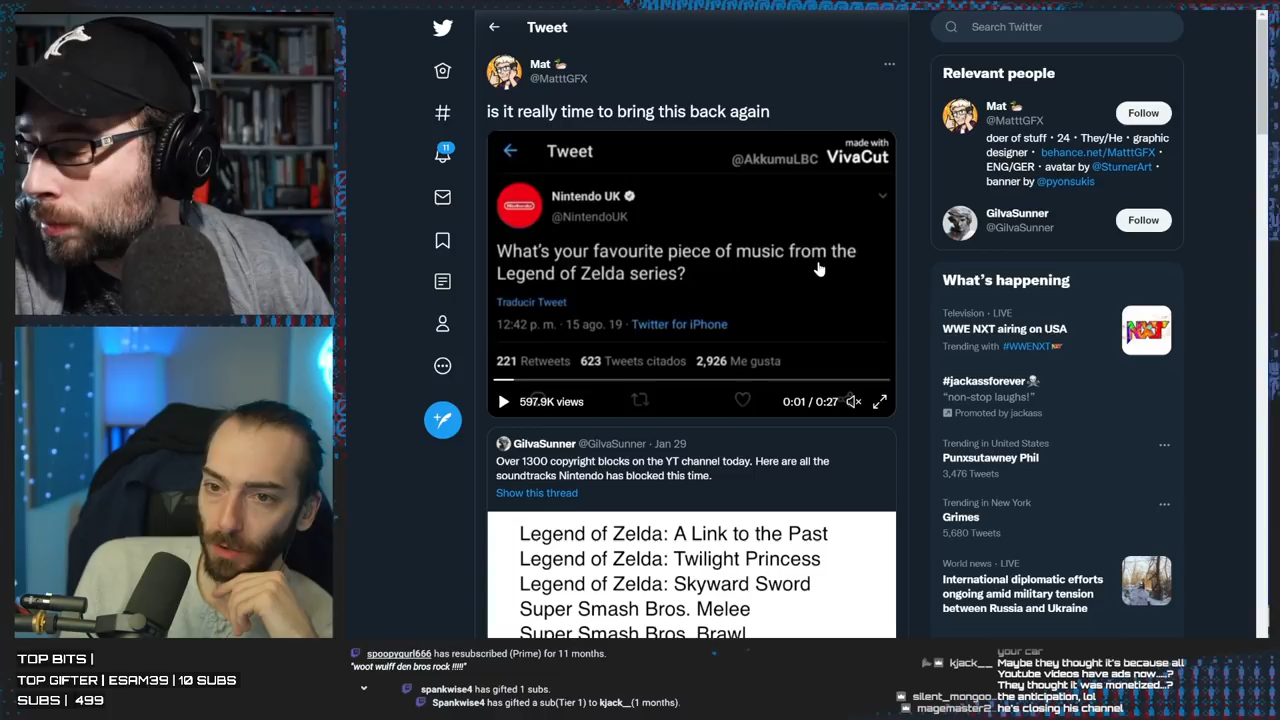 Tweet
Mat
@MatttGFX
is it really time to bring this back again
Tweet
@AkkumuLBC
made with
VivaCut
Nintendo UK
@NintendoUK
What's your favourite piece of music from the
Legend of Zelda series?
Traducir Tweet
12:42 p. m. · 15 ago. 19 · Twitter for iPhone
221 Retweets 623 Tweets citados 2,926 Me gusta
597.9K views
0:01 / 0:27
GilvaSunner @GilvaSunner · Jan 29
Over 1300 copyright blocks on the YT channel today. Here are all the
soundtracks Nintendo has blocked this time.
Show this thread
Legend of Zelda: A Link to the Past
Legend of Zelda: Twilight Princess
Legend of Zelda: Skyward Sword
Super Smash Bros. Melee
Super Smash Bros. Brawl
11
Search Twitter
Relevant people
Mat
@MatttGFX
Follow
doer of stuff · 24 · They/He · graphic
designer · behance.net/MatttGFX ·
ENG/GER · avatar by @SturnerArt ·
banner by @pyonsukis
GilvaSunner
@GilvaSunner
Follow
What's happening
Television · LIVE
WWE NXT airing on USA
Trending with #WWENXT
NXT
#jackassforever
"non-stop laughs!"
Promoted by jackass
Trending in United States
Punxsutawney Phil
3,476 Tweets
Trending in New York
Grimes
5,680 Tweets
World news · LIVE
International diplomatic efforts
ongoing amid military tension
between Russia and Ukraine
TOP BITS |
TOP GIFTER | ESAM39 | 10 SUBS
SUBS | 499
spoopygurl666 has resubscribed (Prime) for 11 months.
"woot wulff den bros rock !!!!!"
spankwise4 has gifted 1 subs.
Spankwise4 has gifted a sub(Tier 1) to kjack__(1 months).
your car
kjack__ Maybe they thought it's because all
Youtube videos have ads now....?
They thought it was monetized...?
silent_mongoo the anticipation, lol
magemaster2 he's closing his channel